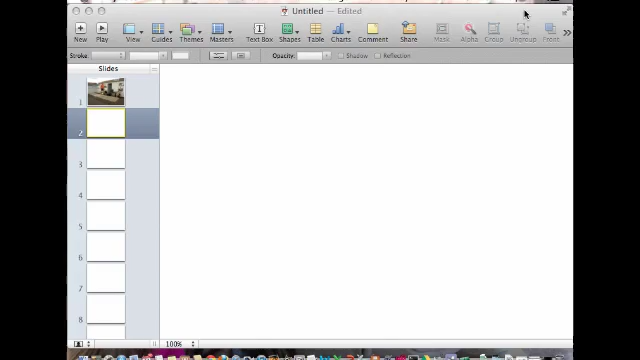 Untitled — Edited
New Play View Guides Themes Masters Text Box Shapes Table Charts Comment Share Mask Alpha Group Ungroup Front
Stroke: Opacity: Shadow Reflection
Slides
1
2
3
4
5
6
7
8
100%